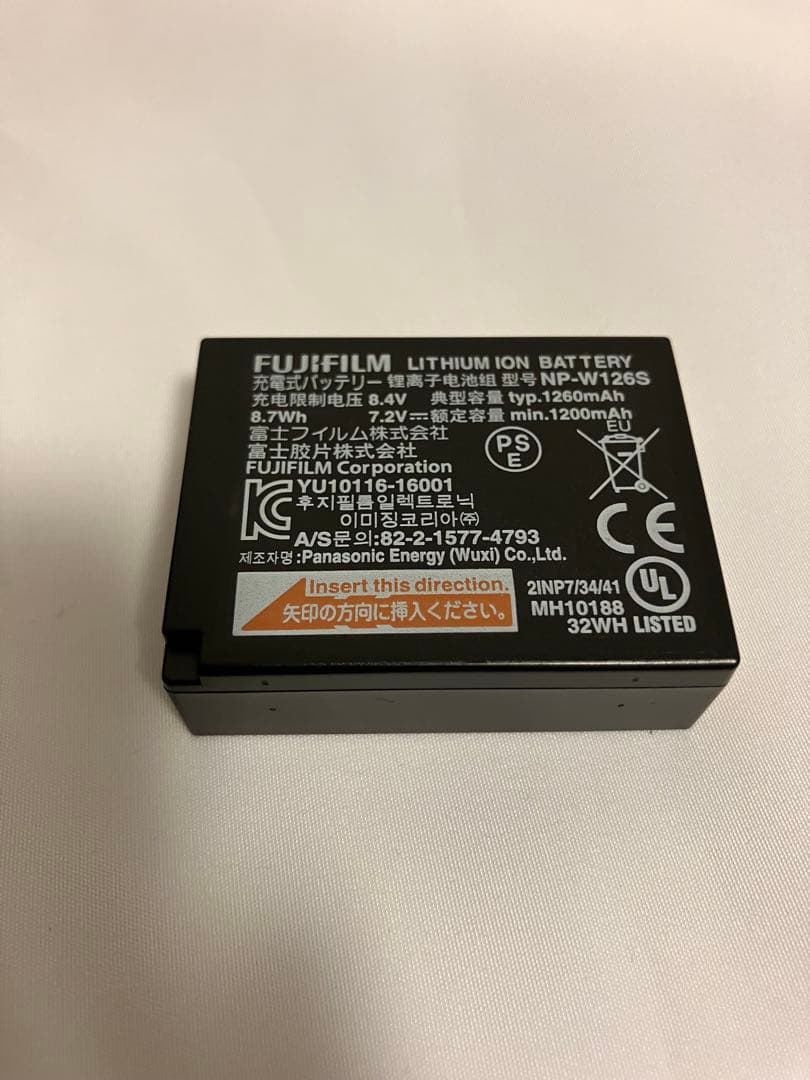 FUJIFILM LITHIUM ION BATTERY
充電式バッテリー 锂离子电池组 型号 NP-W126S
充电限制电压 8.4V 典型容量 typ.1260mAh
8.7Wh 7.2V⎓额定容量 min.1200mAh
富士フイルム株式会社
富士胶片株式会社
FUJIFILM Corporation
PS
E
EU
YU10116-16001
후지필름일렉트로닉
이미징코리아㈜
A/S문의:82-2-1577-4793
제조자명:Panasonic Energy (Wuxi) Co.,Ltd.
KC
CE
Insert this direction.
矢印の方向に挿入ください。
2INP7/34/41
MH10188
32WH LISTED
UL